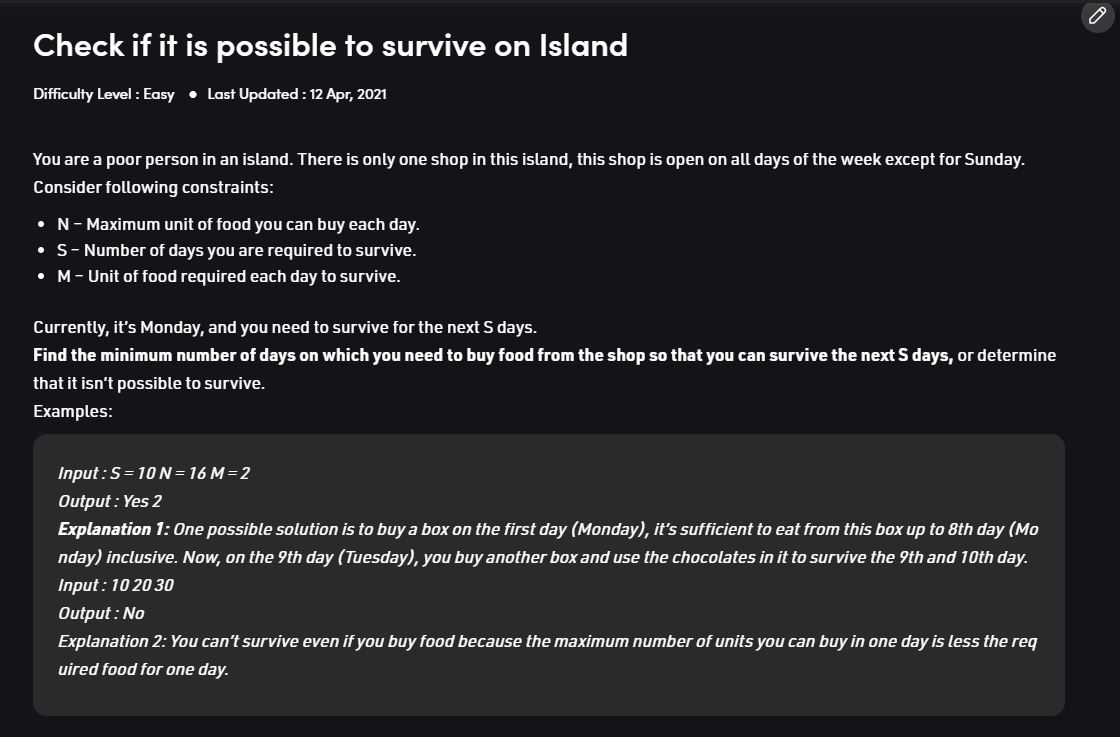 Check if it is possible to survive on Island
Difficulty Level : Easy ● Last Updated : 12 Apr, 2021
You are a poor person in an island. There is only one shop in this island, this shop is open on all days of the week except for Sunday.
Consider following constraints:
• N – Maximum unit of food you can buy each day.
• S – Number of days you are required to survive.
• M – Unit of food required each day to survive.
Currently, it’s Monday, and you need to survive for the next S days.
Find the minimum number of days on which you need to buy food from the shop so that you can survive the next S days, or determine
that it isn’t possible to survive.
Examples:
Input : S = 10 N = 16 M = 2
Output : Yes 2
Explanation 1: One possible solution is to buy a box on the first day (Monday), it’s sufficient to eat from this box up to 8th day (Mo
nday) inclusive. Now, on the 9th day (Tuesday), you buy another box and use the chocolates in it to survive the 9th and 10th day.
Input : 10 20 30
Output : No
Explanation 2: You can’t survive even if you buy food because the maximum number of units you can buy in one day is less the req
uired food for one day.